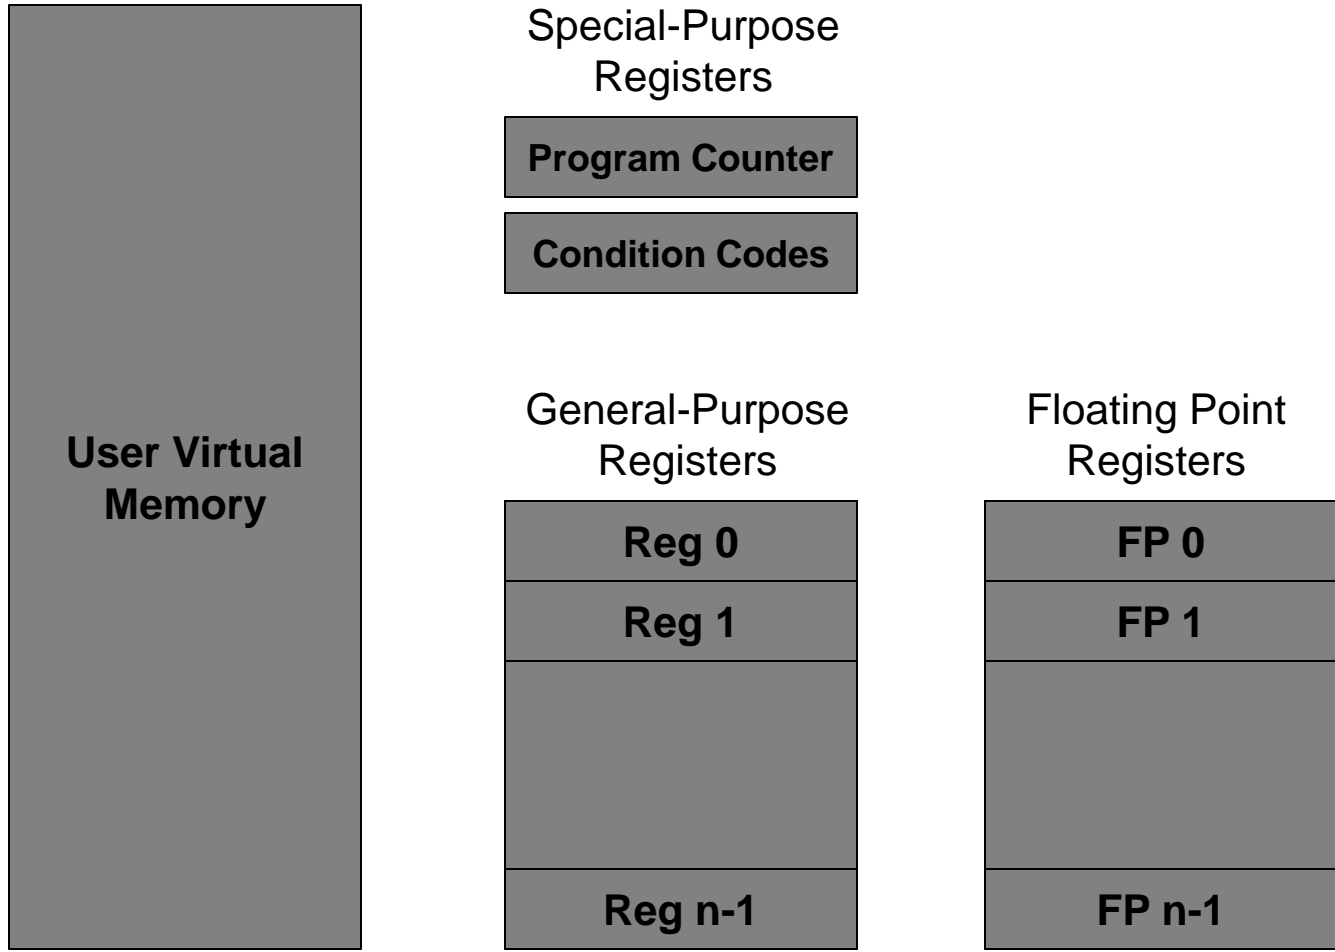 User Virtual
Memory
Special-Purpose
Registers
Program Counter
Condition Codes
General-Purpose
Registers
Reg 0
Reg 1
Reg n-1
Floating Point
Registers
FP 0
FP 1
FP n-1